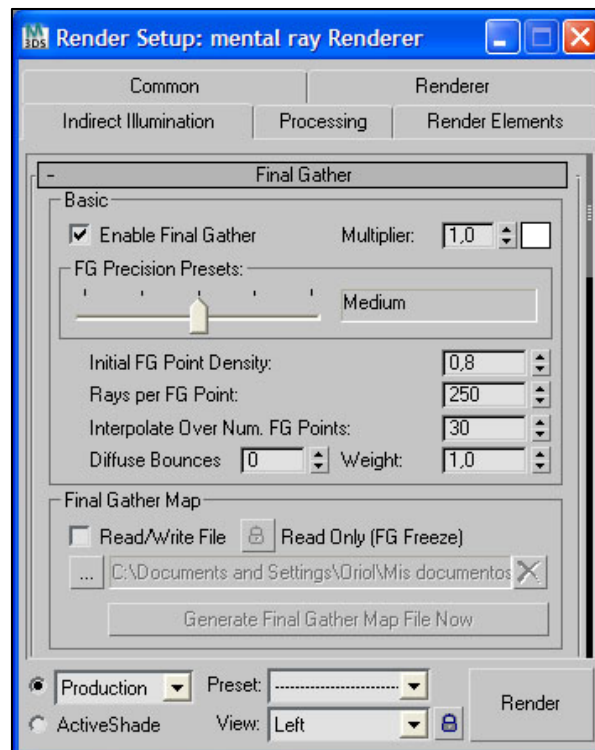 3DS
Render Setup: mental ray Renderer
Common Renderer
Indirect Illumination Processing Render Elements
- Final Gather
Basic
Enable Final Gather Multiplier: 1,0
FG Precision Presets:
Medium
Initial FG Point Density: 0,8
Rays per FG Point: 250
Interpolate Over Num. FG Points: 30
Diffuse Bounces 0 Weight: 1,0
Final Gather Map
Read/Write File Read Only (FG Freeze)
... C:\Documents and Settings\Oriol\Mis documentos
Generate Final Gather Map File Now
Production Preset: -------------------------
Render
ActiveShade View: Left